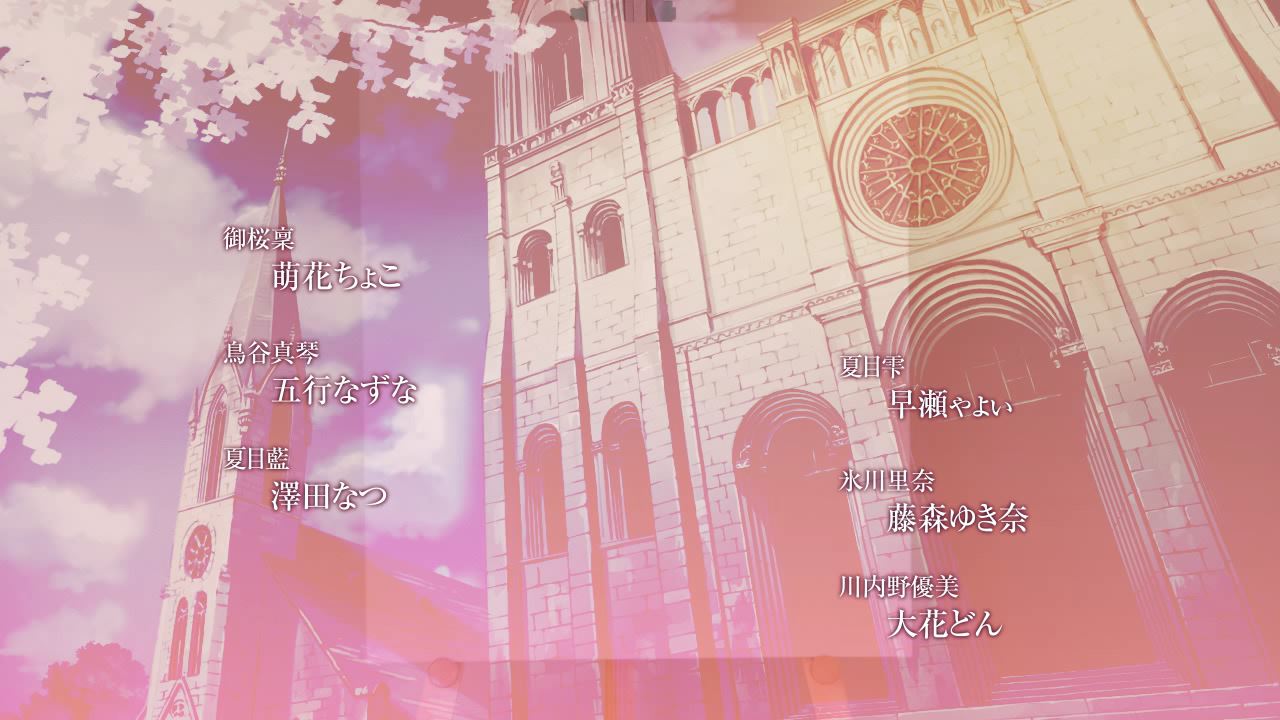 御桜稟
萌花ちょこ
鳥谷真琴
五行なずな
夏目藍
澤田なつ
夏目雫
早瀬やよい
氷川里奈
藤森ゆき奈
川内野優美
大花どん